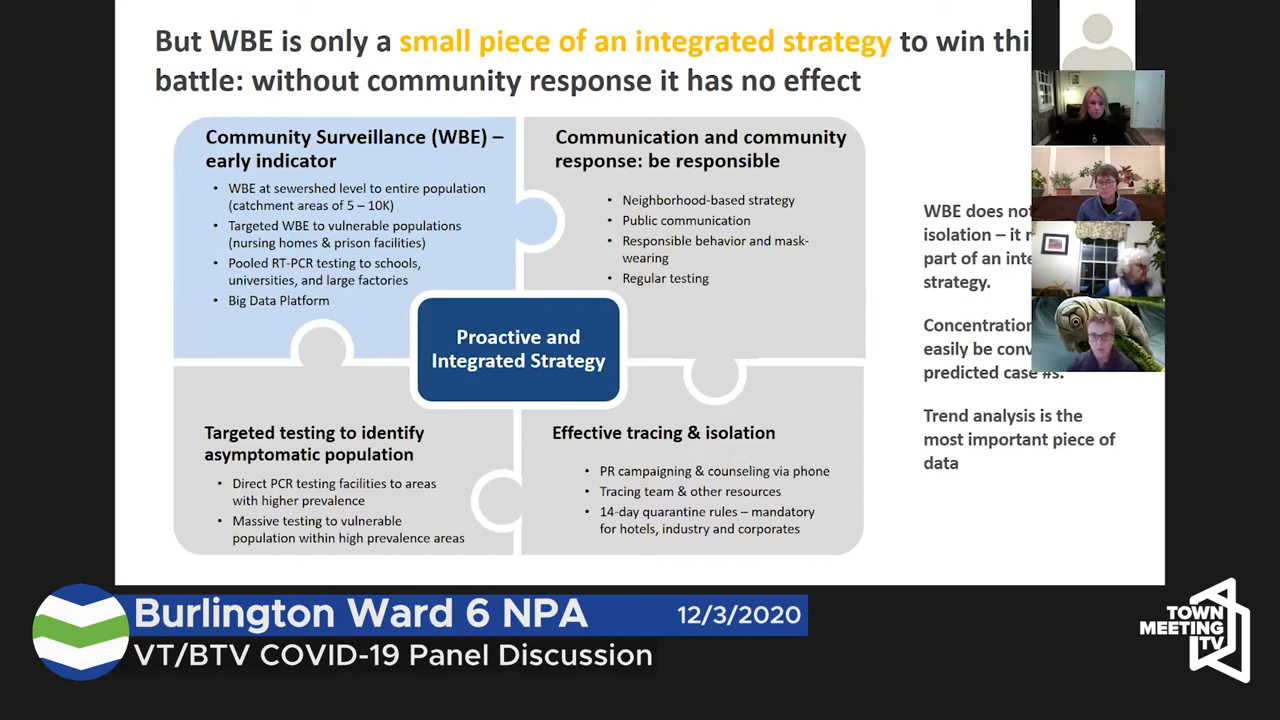 But WBE is only a small piece of an integrated strategy to win
battle: without community response it has no effect
Community Surveillance (WBE) –
early indicator
• WBE at sewershed level to entire population
(catchment areas of 5 – 10K)
• Targeted WBE to vulnerable populations
(nursing homes & prison facilities)
• Pooled RT-PCR testing to schools,
universities, and large factories
• Big Data Platform
Communication and community
response: be responsible
• Neighborhood-based strategy
• Public communication
• Responsible behavior and mask-
wearing
• Regular testing
Proactive and
Integrated Strategy
Targeted testing to identify
asymptomatic population
• Direct PCR testing facilities to areas
with higher prevalence
• Massive testing to vulnerable
population within high prevalence areas
Effective tracing & isolation
• PR campaigning & counseling via phone
• Tracing team & other resources
• 14-day quarantine rules – mandatory
for hotels, industry and corporates
WBE does
isolation – it
part of an
strategy.
easily be
predicted case #s.
Trend analysis is the
most important piece of
data
Burlington Ward 6 NPA
12/3/2020
VT/BTV COVID-19 Panel Discussion
TOWN
MEETING
TV